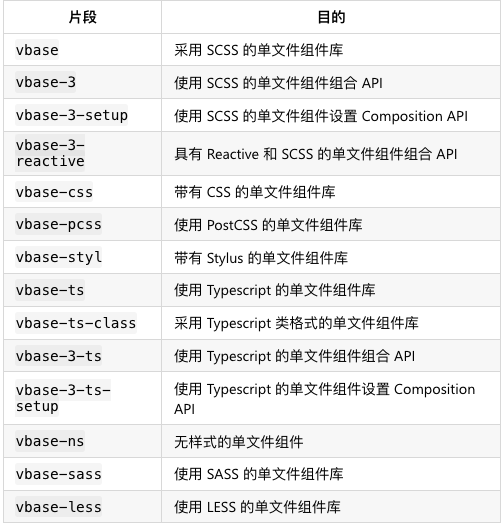 片段 目的
vbase 采用 SCSS 的单文件组件库
vbase-3 使用 SCSS 的单文件组件组合 API
vbase-3-setup 使用 SCSS 的单文件组件设置 Composition API
vbase-3-
reactive 具有 Reactive 和 SCSS 的单文件组件组合 API
vbase-css 带有 CSS 的单文件组件库
vbase-pcss 使用 PostCSS 的单文件组件库
vbase-styl 带有 Stylus 的单文件组件库
vbase-ts 使用 Typescript 的单文件组件库
vbase-ts-class 采用 Typescript 类格式的单文件组件库
vbase-3-ts 使用 Typescript 的单文件组件组合 API
vbase-3-ts- 使用 Typescript 的单文件组件设置 Composition
setup API
vbase-ns 无样式的单文件组件
vbase-sass 使用 SASS 的单文件组件库
vbase-less 使用 LESS 的单文件组件库